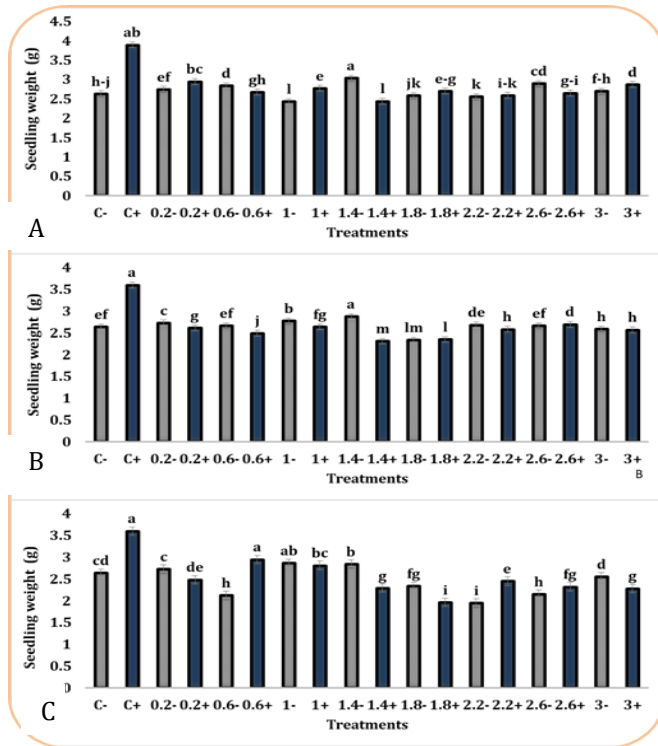 4.5
4
3.5
3
2.5
2
1.5
1
0.5
0
Seedling weight (g)
h-j ab ef bc d gh l e a l jk e-g k i-k cd g-i f-h d
C- C+ 0.2- 0.2+ 0.6- 0.6+ 1- 1+ 1.4- 1.4+ 1.8- 1.8+ 2.2- 2.2+ 2.6- 2.6+ 3- 3+
Treatments
A
4
3.5
3
2.5
2
1.5
1
0.5
0
Seedling weight (g)
ef a c g ef j b fg a m lm l de h ef d h h
C- C+ 0.2- 0.2+ 0.6- 0.6+ 1- 1+ 1.4- 1.4+ 1.8- 1.8+ 2.2- 2.2+ 2.6- 2.6+ 3- 3+
Treatments
B
B
4
3.5
3
2.5
2
1.5
1
0.5
0
Seedling weight (g)
cd a c de h a ab bc b g fg i i e h fg d g
C- C+ 0.2- 0.2+ 0.6- 0.6+ 1- 1+ 1.4- 1.4+ 1.8- 1.8+ 2.2- 2.2+ 2.6- 2.6+ 3- 3+
Treatments
C